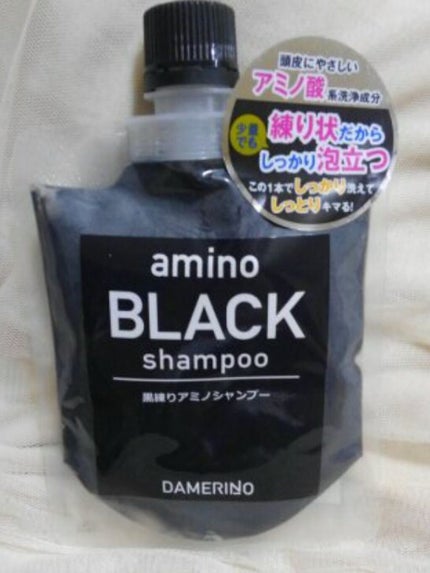 頭皮にやさしい
アミノ酸系洗浄成分
少量でも
練り状だから
しっかり泡立つ
この1本でしっかり洗えて
しっとりキマる!
amino
BLACK
shampoo
黒練りアミノシャンプー
DAMERINO